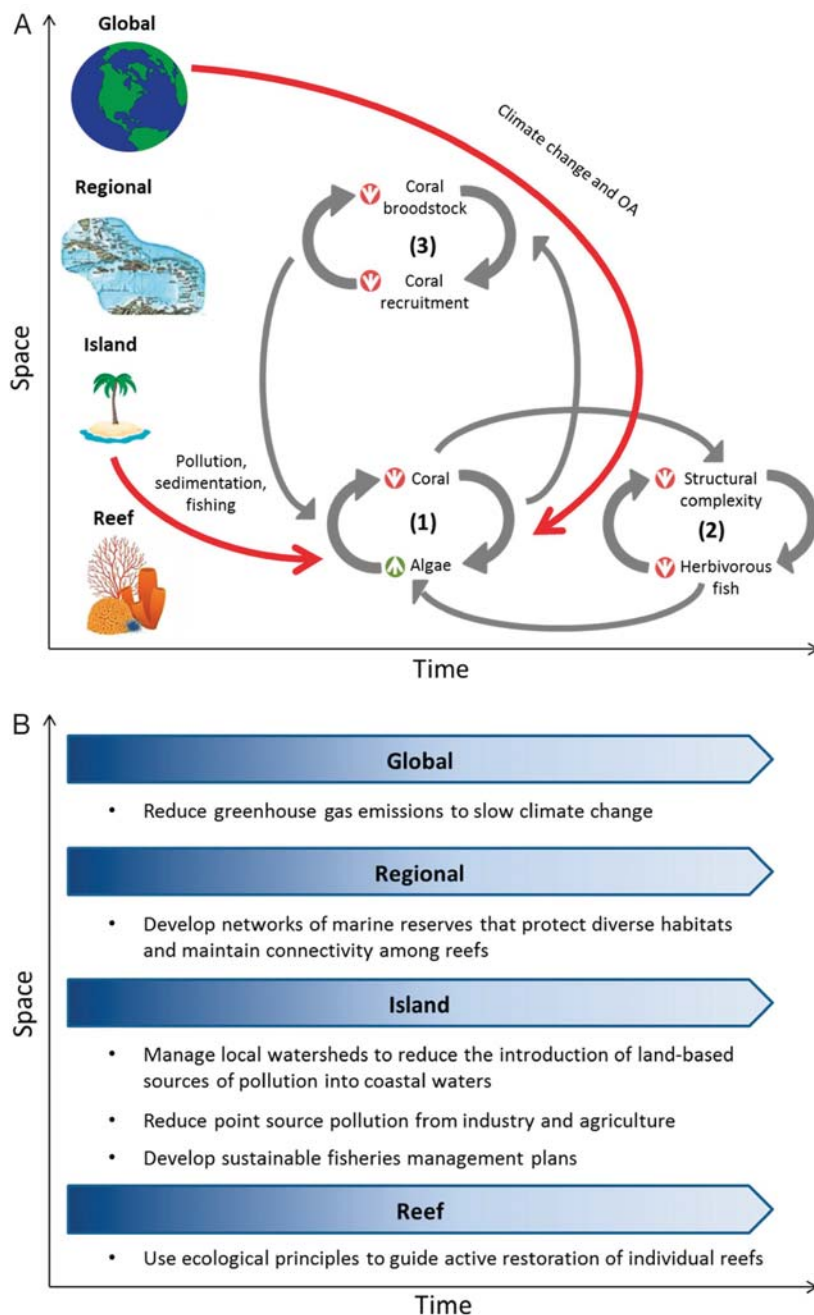 A
Global
Climate change and OA
Regional
Coral
broodstock
(3)
Coral
recruitment
Island
Space
Pollution,
sedimentation,
fishing
Coral
(1)
Algae
Structural
complexity
(2)
Herbivorous
fish
Reef
Time
B
Global
• Reduce greenhouse gas emissions to slow climate change
Regional
• Develop networks of marine reserves that protect diverse habitats
and maintain connectivity among reefs
Island
Space
• Manage local watersheds to reduce the introduction of land-based
sources of pollution into coastal waters
• Reduce point source pollution from industry and agriculture
• Develop sustainable fisheries management plans
Reef
• Use ecological principles to guide active restoration of individual reefs
Time